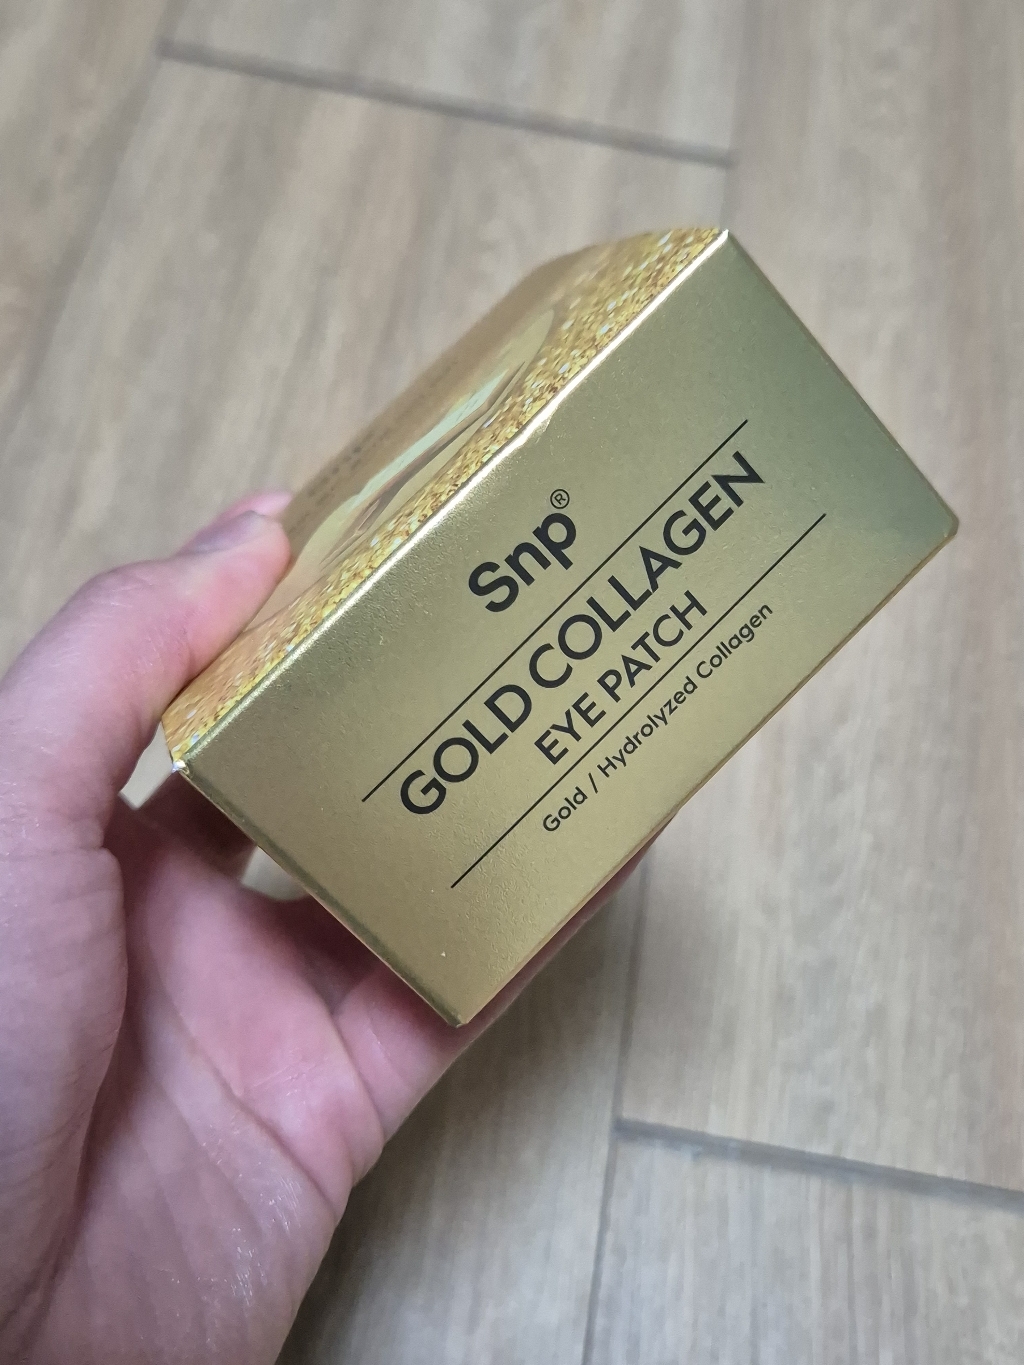 Snp®
GOLD COLLAGEN
EYE PATCH
Gold / Hydrolyzed Collagen